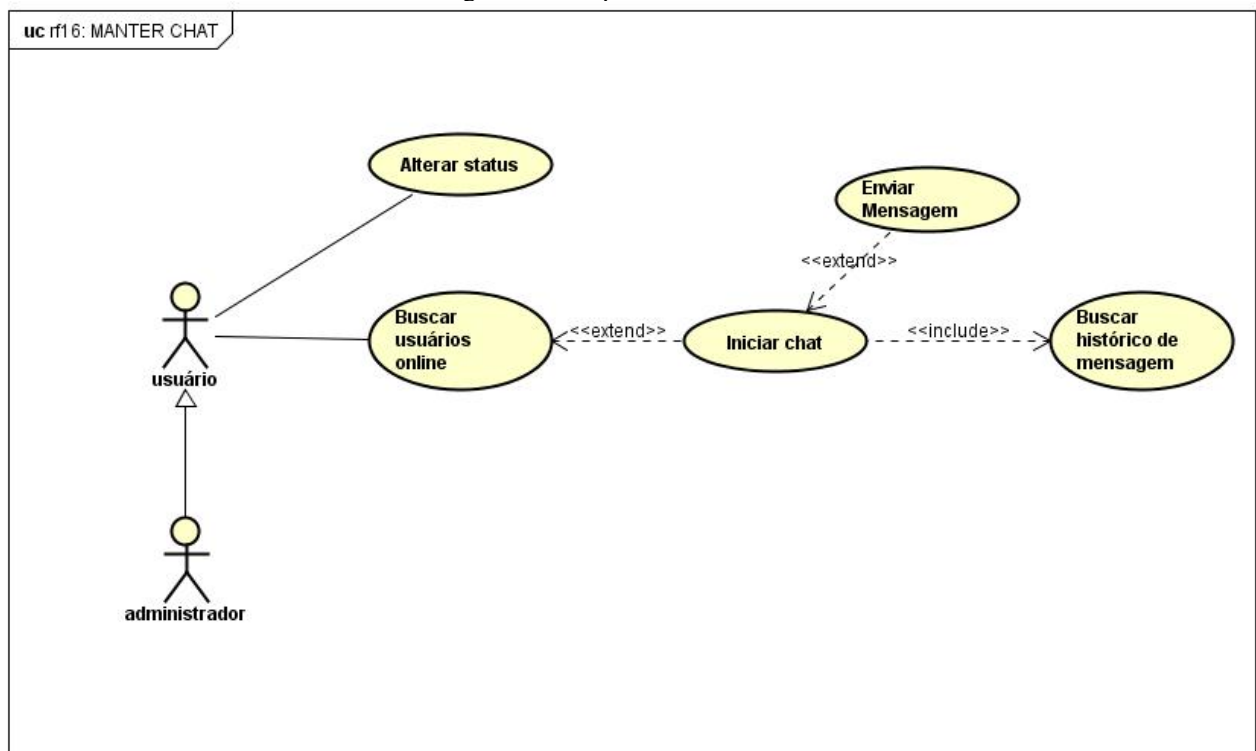 uc rf16: MANTER CHAT
Alterar status
Enviar
Mensagem
<<extend>>
Buscar
usuários
online
<<extend>>
Iniciar chat
<<include>>
Buscar
histórico de
mensagem
usuário
administrador